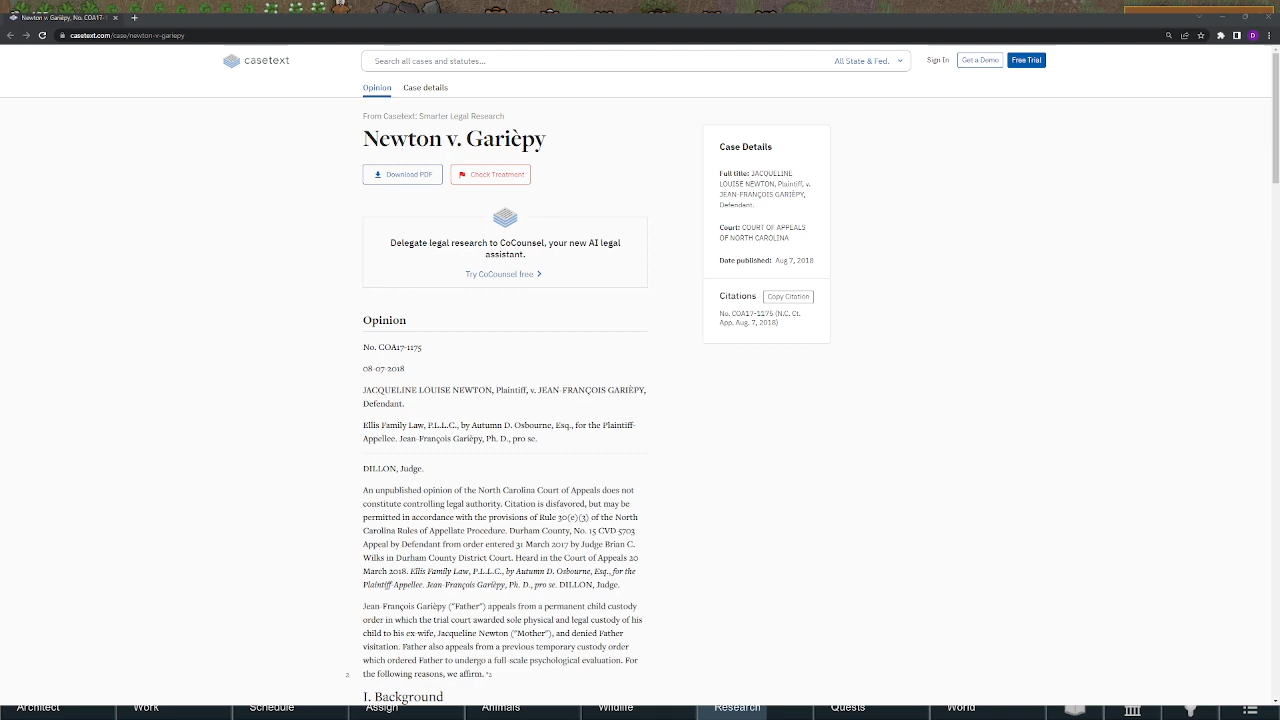 Newton v. Garièpy, No. COA17-1
casetext.com/case/newton-v-gariepy
D
casetext
Search all cases and statutes...
All State & Fed.
Sign In
Get a Demo
Free Trial
Opinion
Case details
From Casetext: Smarter Legal Research
Newton v. Garièpy
Download PDF
Check Treatment
Delegate legal research to CoCounsel, your new AI legal
assistant.
Try CoCounsel free
Opinion
No. COA17-1175
08-07-2018
JACQUELINE LOUISE NEWTON, Plaintiff, v. JEAN-FRANÇOIS GARIÈPY,
Defendant.
Ellis Family Law, P.L.L.C., by Autumn D. Osbourne, Esq., for the Plaintiff-
Appellee. Jean-François Garièpy, Ph. D., pro se.
DILLON, Judge.
An unpublished opinion of the North Carolina Court of Appeals does not
constitute controlling legal authority. Citation is disfavored, but may be
permitted in accordance with the provisions of Rule 30(e)(3) of the North
Carolina Rules of Appellate Procedure. Durham County, No. 15 CVD 5703
Appeal by Defendant from order entered 31 March 2017 by Judge Brian C.
Wilks in Durham County District Court. Heard in the Court of Appeals 20
March 2018. Ellis Family Law, P.L.L.C., by Autumn D. Osbourne, Esq., for the
Plaintiff-Appellee. Jean-François Garièpy, Ph. D., pro se. DILLON, Judge.
Jean-François Garièpy ("Father") appeals from a permanent child custody
order in which the trial court awarded sole physical and legal custody of his
child to his ex-wife, Jacqueline Newton ("Mother"), and denied Father
visitation. Father also appeals from a previous temporary custody order
which ordered Father to undergo a full-scale psychological evaluation. For
2 the following reasons, we affirm. *2
I. Background
Case Details
Full title: JACQUELINE
LOUISE NEWTON, Plaintiff, v.
JEAN-FRANÇOIS GARIÈPY,
Defendant.
Court: COURT OF APPEALS
OF NORTH CAROLINA
Date published: Aug 7, 2018
Citations
Copy Citation
No. COA17-1175 (N.C. Ct.
App. Aug. 7, 2018)
Architect
Work
Schedule
Assign
Animals
Wildlife
Research
Quests
World